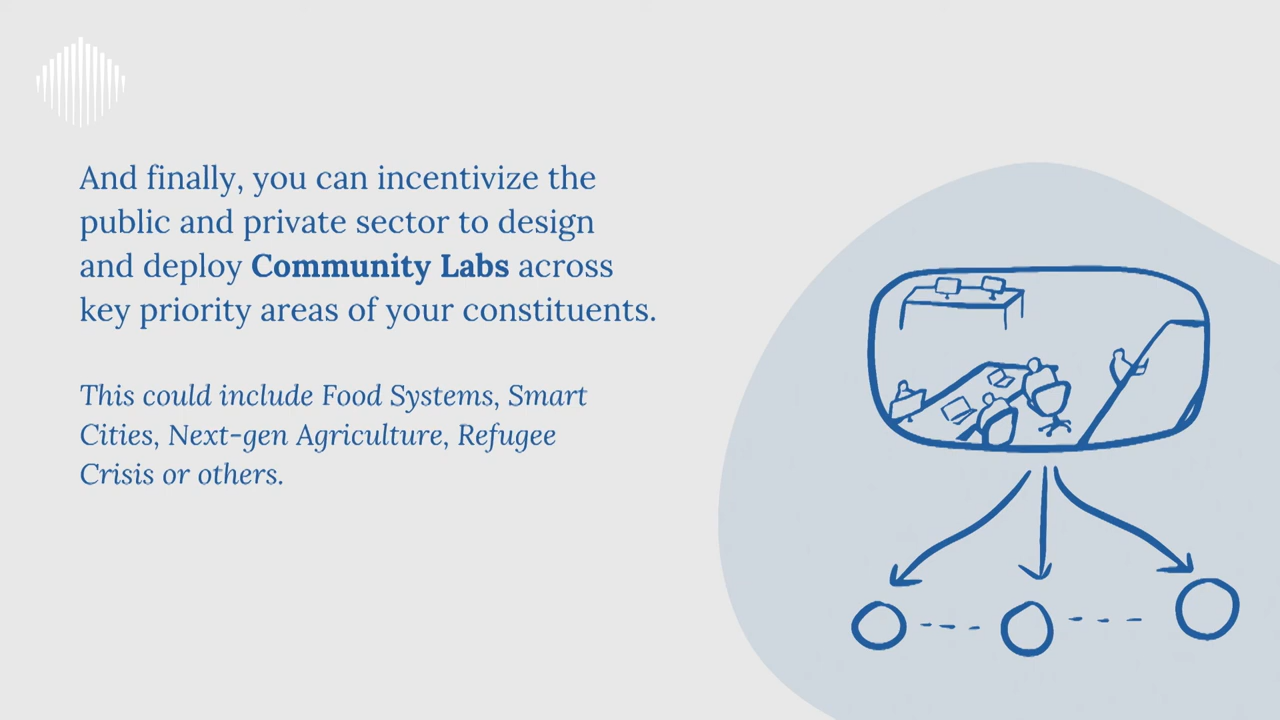 And finally, you can incentivize the
public and private sector to design
and deploy Community Labs across
key priority areas of your constituents.
This could include Food Systems, Smart
Cities, Next-gen Agriculture, Refugee
Crisis or others.